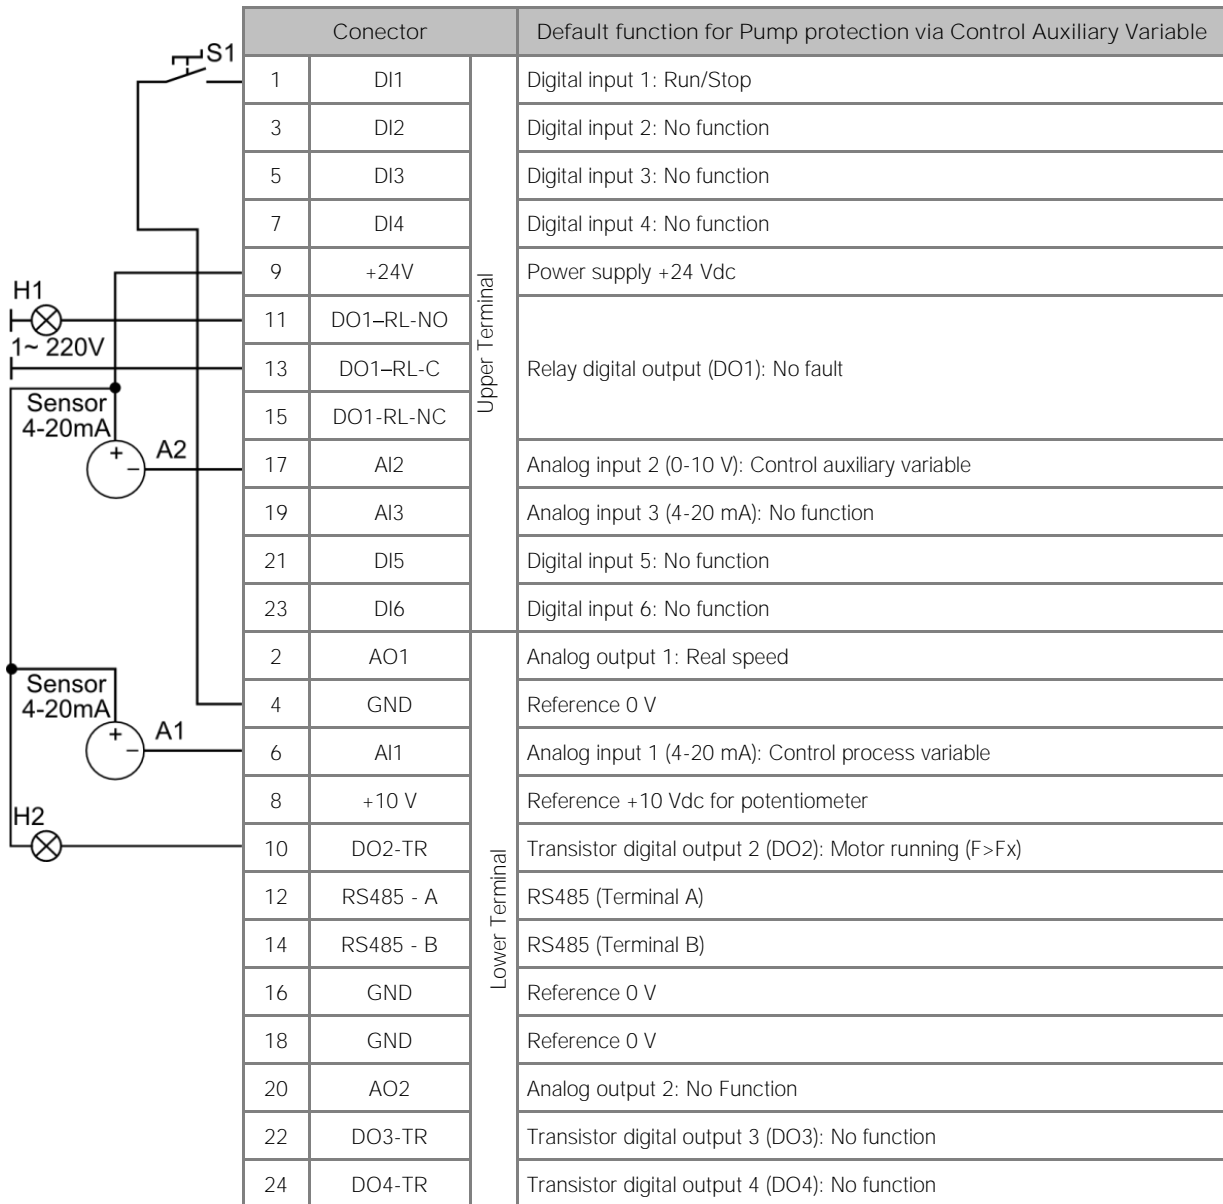 Conector Default function for Pump protection via Control Auxiliary Variable
S1
1 DI1 Digital input 1: Run/Stop
3 DI2 Digital input 2: No function
5 DI3 Digital input 3: No function
7 DI4 Digital input 4: No function
9 +24V Power supply +24 Vdc
Upper Terminal
H1
11 DO1–RL-NO
1~ 220V
13 DO1–RL-C Relay digital output (DO1): No fault
15 DO1-RL-NC
Sensor
4-20mA
+ – A2
17 AI2 Analog input 2 (0-10 V): Control auxiliary variable
19 AI3 Analog input 3 (4-20 mA): No function
21 DI5 Digital input 5: No function
23 DI6 Digital input 6: No function
2 AO1 Analog output 1: Real speed
Sensor
4-20mA
4 GND Reference 0 V
+ – A1
6 AI1 Analog input 1 (4-20 mA): Control process variable
8 +10 V Reference +10 Vdc for potentiometer
H2
10 DO2-TR Transistor digital output 2 (DO2): Motor running (F>Fx)
Lower Terminal
12 RS485 - A RS485 (Terminal A)
14 RS485 - B RS485 (Terminal B)
16 GND Reference 0 V
18 GND Reference 0 V
20 AO2 Analog output 2: No Function
22 DO3-TR Transistor digital output 3 (DO3): No function
24 DO4-TR Transistor digital output 4 (DO4): No function